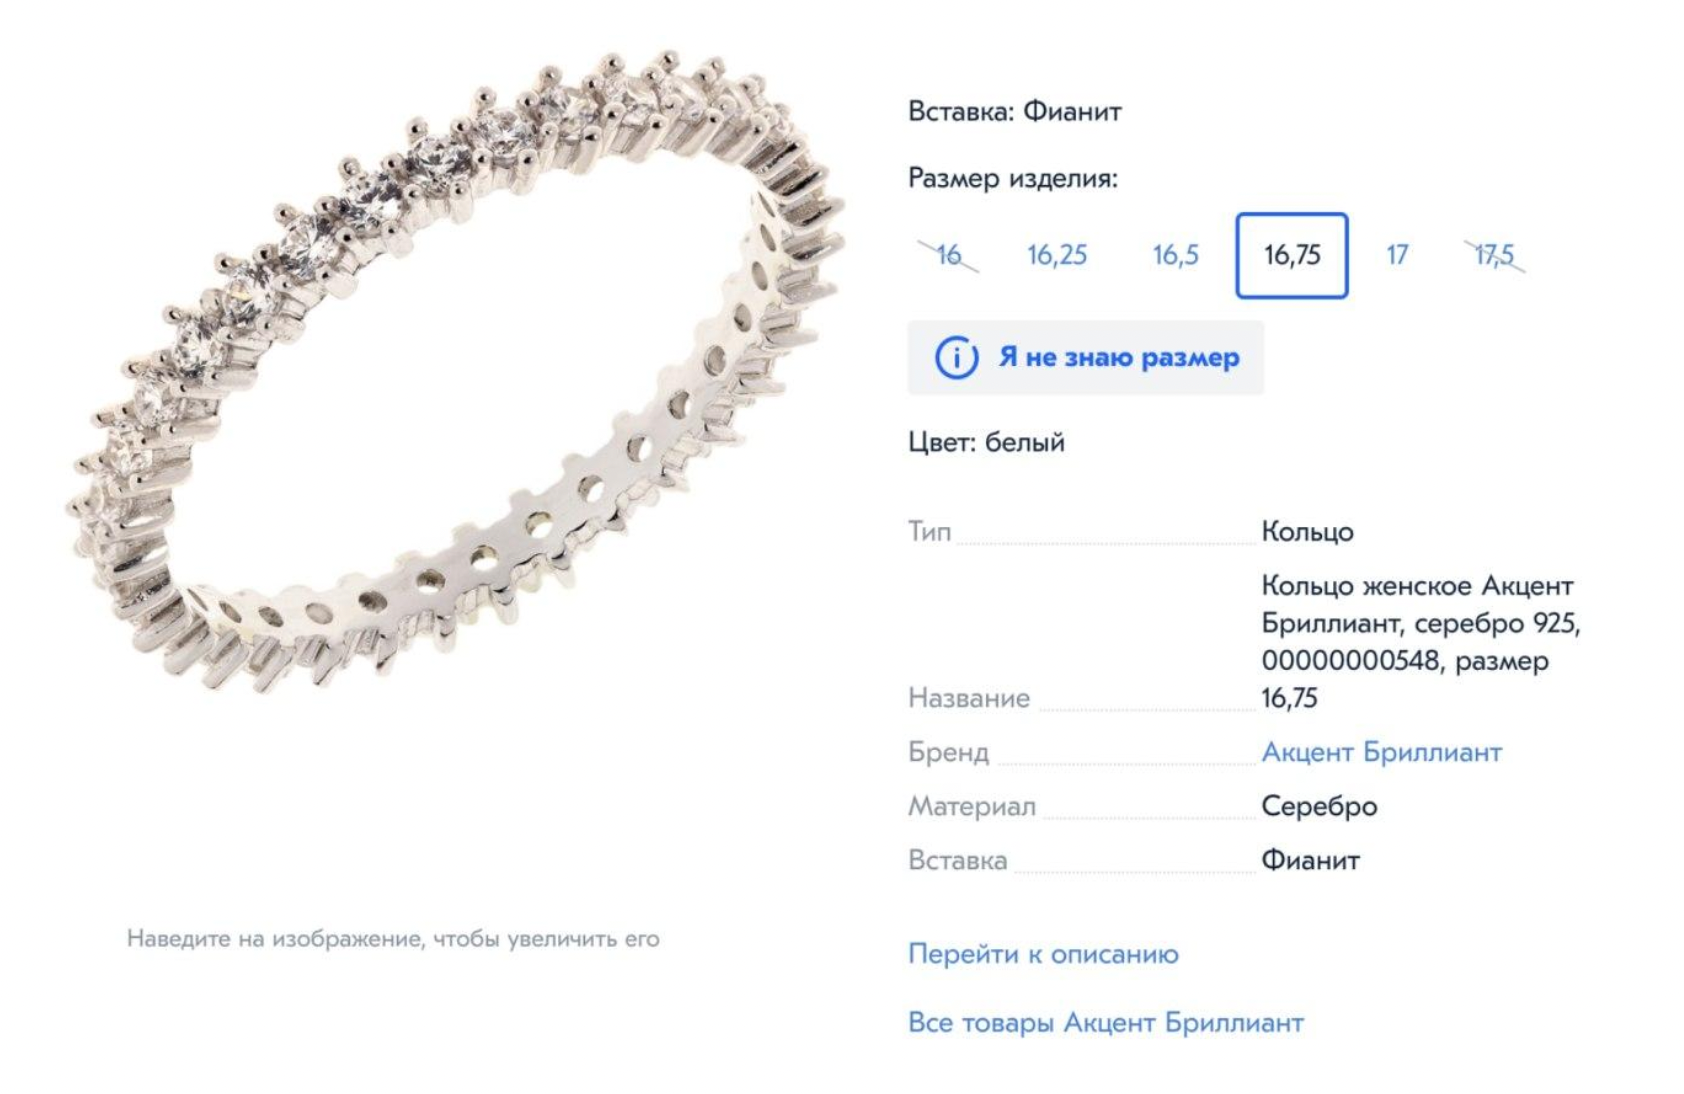 Вставка: Фианит
Размер изделия:
16 16,25 16,5 16,75 17 17,5
Я не знаю размер
Цвет: белый
Тип Кольцо
Кольцо женское Акцент
Бриллиант, серебро 925,
00000000548, размер
Название 16,75
Бренд Акцент Бриллиант
Материал Серебро
Вставка Фианит
Наведите на изображение, чтобы увеличить его
Перейти к описанию
Все товары Акцент Бриллиант